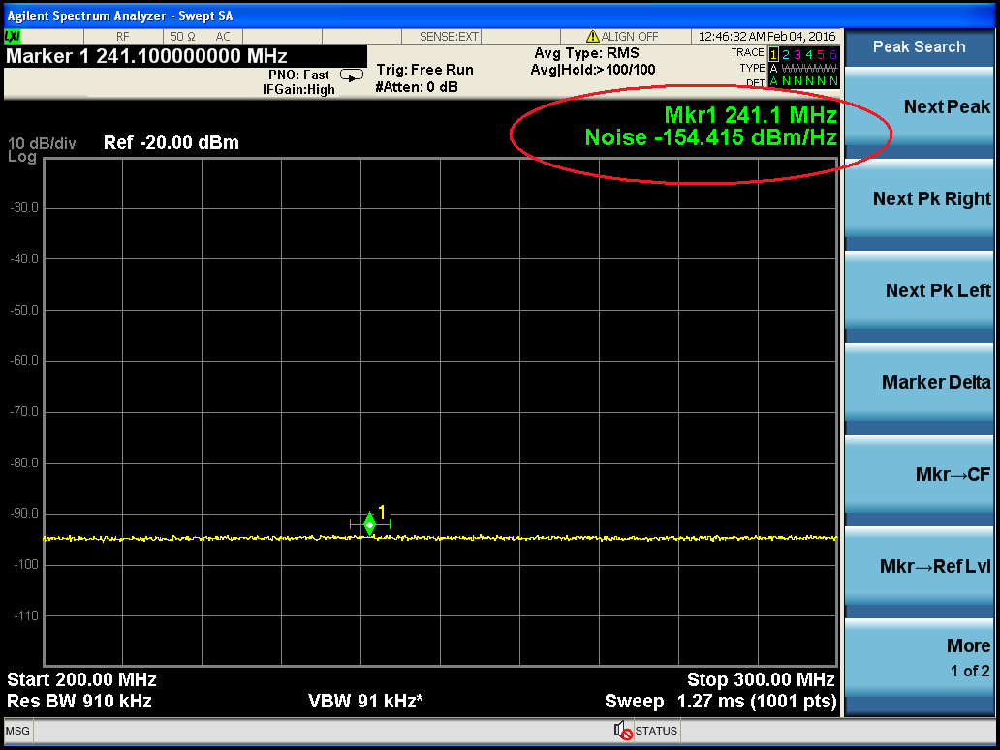 Agilent Spectrum Analyzer - Swept SA
LXI RF 50 Ω AC SENSE:EXT ALIGN OFF 12:46:32 AM Feb 04, 2016
Marker 1 241.100000000 MHz
PNO: Fast
IFGain:High
Trig: Free Run
#Atten: 0 dB
Avg Type: RMS
Avg|Hold:>100/100
TRACE 1 2 3 4 5 6
TYPE A WWWWW
DET A N N N N N
Mkr1 241.1 MHz
Noise -154.415 dBm/Hz
10 dB/div
Log
Ref -20.00 dBm
-30.0
-40.0
-50.0
-60.0
-70.0
-80.0
-90.0
-100
-110
1
Start 200.00 MHz
Res BW 910 kHz
VBW 91 kHz*
Stop 300.00 MHz
Sweep 1.27 ms (1001 pts)
MSG
STATUS
Peak Search
Next Peak
Next Pk Right
Next Pk Left
Marker Delta
Mkr→CF
Mkr→Ref Lvl
More
1 of 2